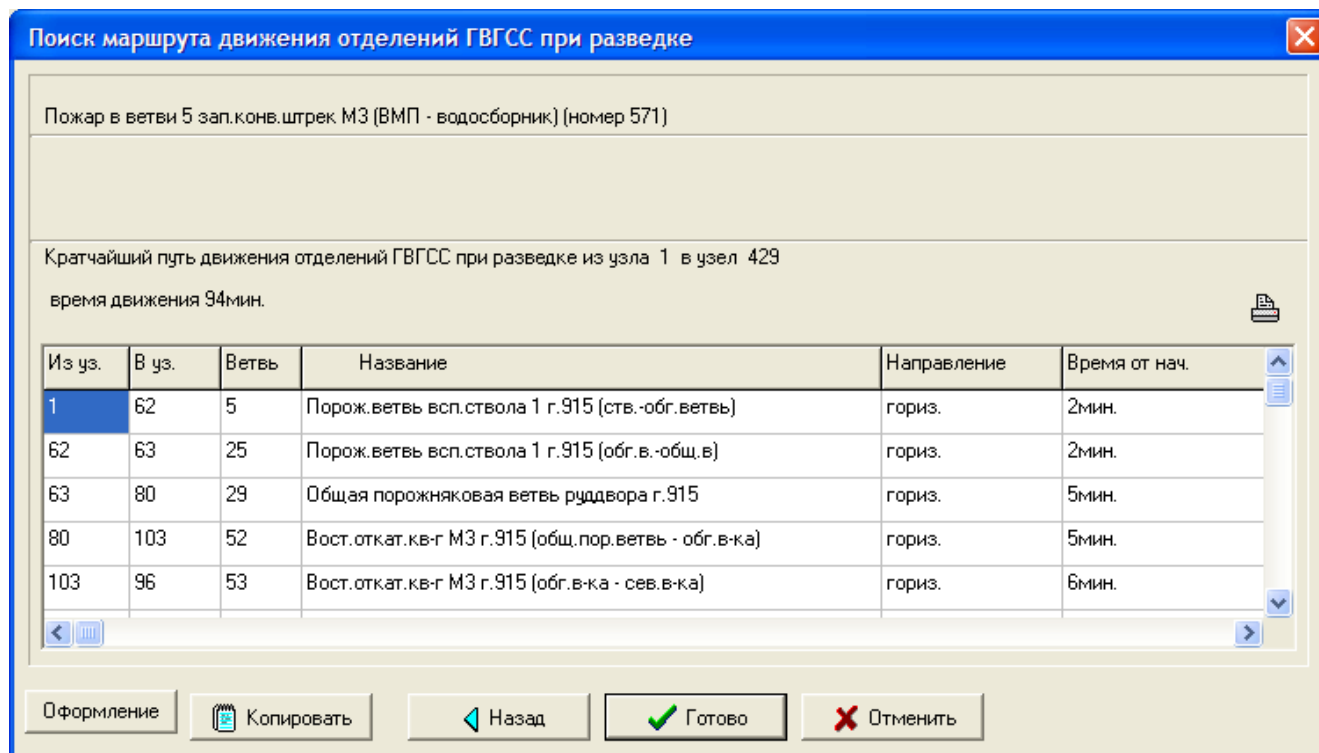 Поиск маршрута движения отделений ГВГСС при разведке
Пожар в ветви 5 зап.конв.штрек МЗ (ВМП - водосборник) (номер 571)
Кратчайший путь движения отделений ГВГСС при разведке из узла 1 в узел 429
время движения 94мин.
Из уз. В уз. Ветвь Название Направление Время от нач.
1 62 5 Порож.ветвь всп.ствола 1 г.915 (ств.-обг.ветвь) гориз. 2мин.
62 63 25 Порож.ветвь всп.ствола 1 г.915 (обг.в.-общ.в) гориз. 2мин.
63 80 29 Общая порожняковая ветвь руддвора г.915 гориз. 5мин.
80 103 52 Вост.откат.кв-г МЗ г.915 (общ.пор.ветвь - обг.в-ка) гориз. 5мин.
103 96 53 Вост.откат.кв-г МЗ г.915 (обг.в-ка - сев.в-ка) гориз. 6мин.
Оформление Копировать Назад Готово Отменить